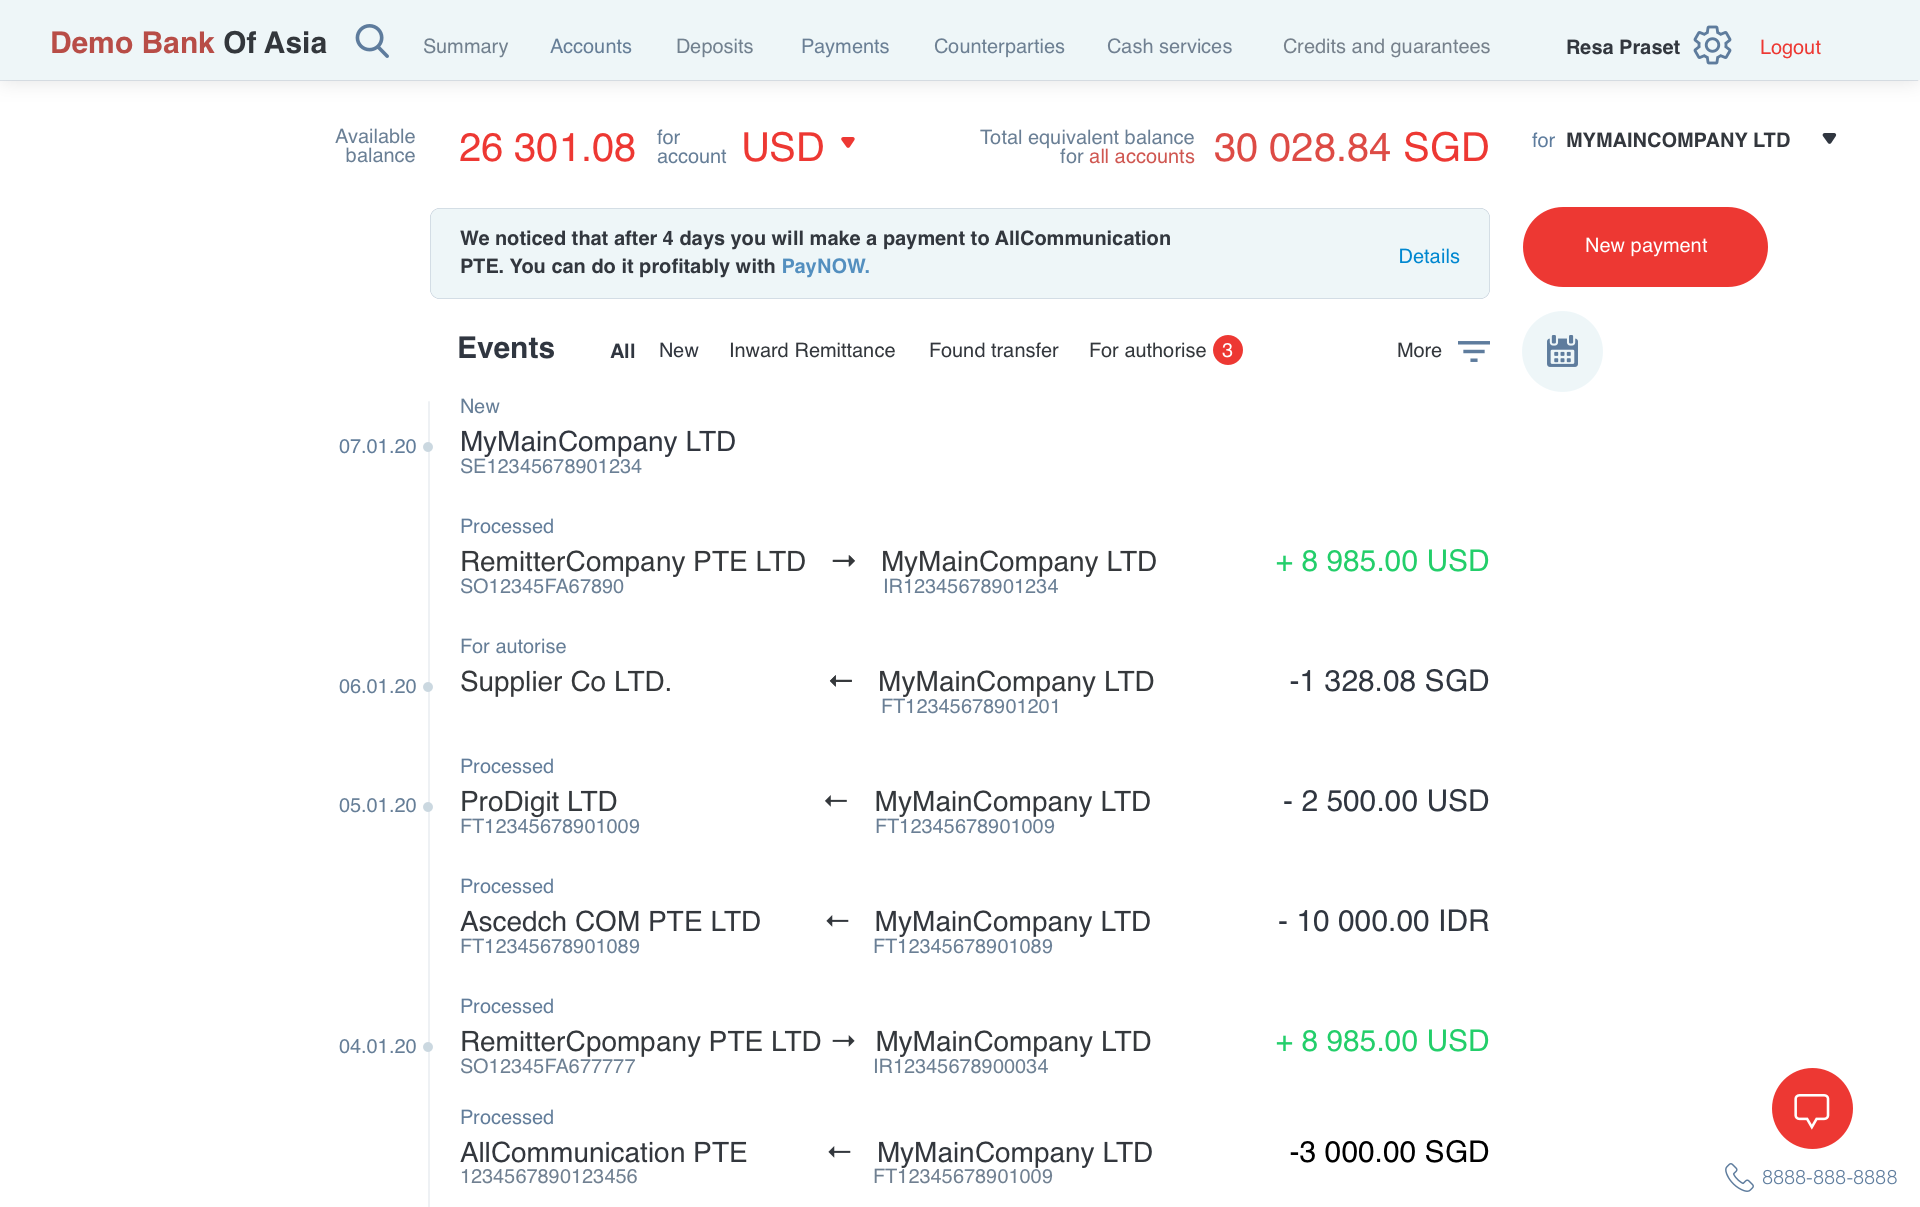 Demo Bank Of Asia
Summary
Accounts
Deposits
Payments
Counterparties
Cash services
Credits and guarantees
Resa Praset
Logout
Available
balance
26 301.08
for
account
USD
Total equivalent balance
for all accounts
30 028.84 SGD
for MYMAINCOMPANY LTD
We noticed that after 4 days you will make a payment to AllCommunication
PTE. You can do it profitably with PayNOW.
Details
New payment
Events
All
New
Inward Remittance
Found transfer
For authorise 3
More
New
07.01.20
MyMainCompany LTD
SE12345678901234
Processed
RemitterCompany PTE LTD → MyMainCompany LTD + 8 985.00 USD
SO12345FA67890 IR12345678901234
For autorise
06.01.20
Supplier Co LTD. ← MyMainCompany LTD -1 328.08 SGD
FT12345678901201
Processed
05.01.20
ProDigit LTD ← MyMainCompany LTD - 2 500.00 USD
FT12345678901009 FT12345678901009
Processed
Ascedch COM PTE LTD ← MyMainCompany LTD - 10 000.00 IDR
FT12345678901089 FT12345678901089
Processed
04.01.20
RemitterCpompany PTE LTD → MyMainCompany LTD + 8 985.00 USD
SO12345FA677777 IR12345678900034
Processed
AllCommunication PTE ← MyMainCompany LTD -3 000.00 SGD
1234567890123456 FT12345678901009
8888-888-8888